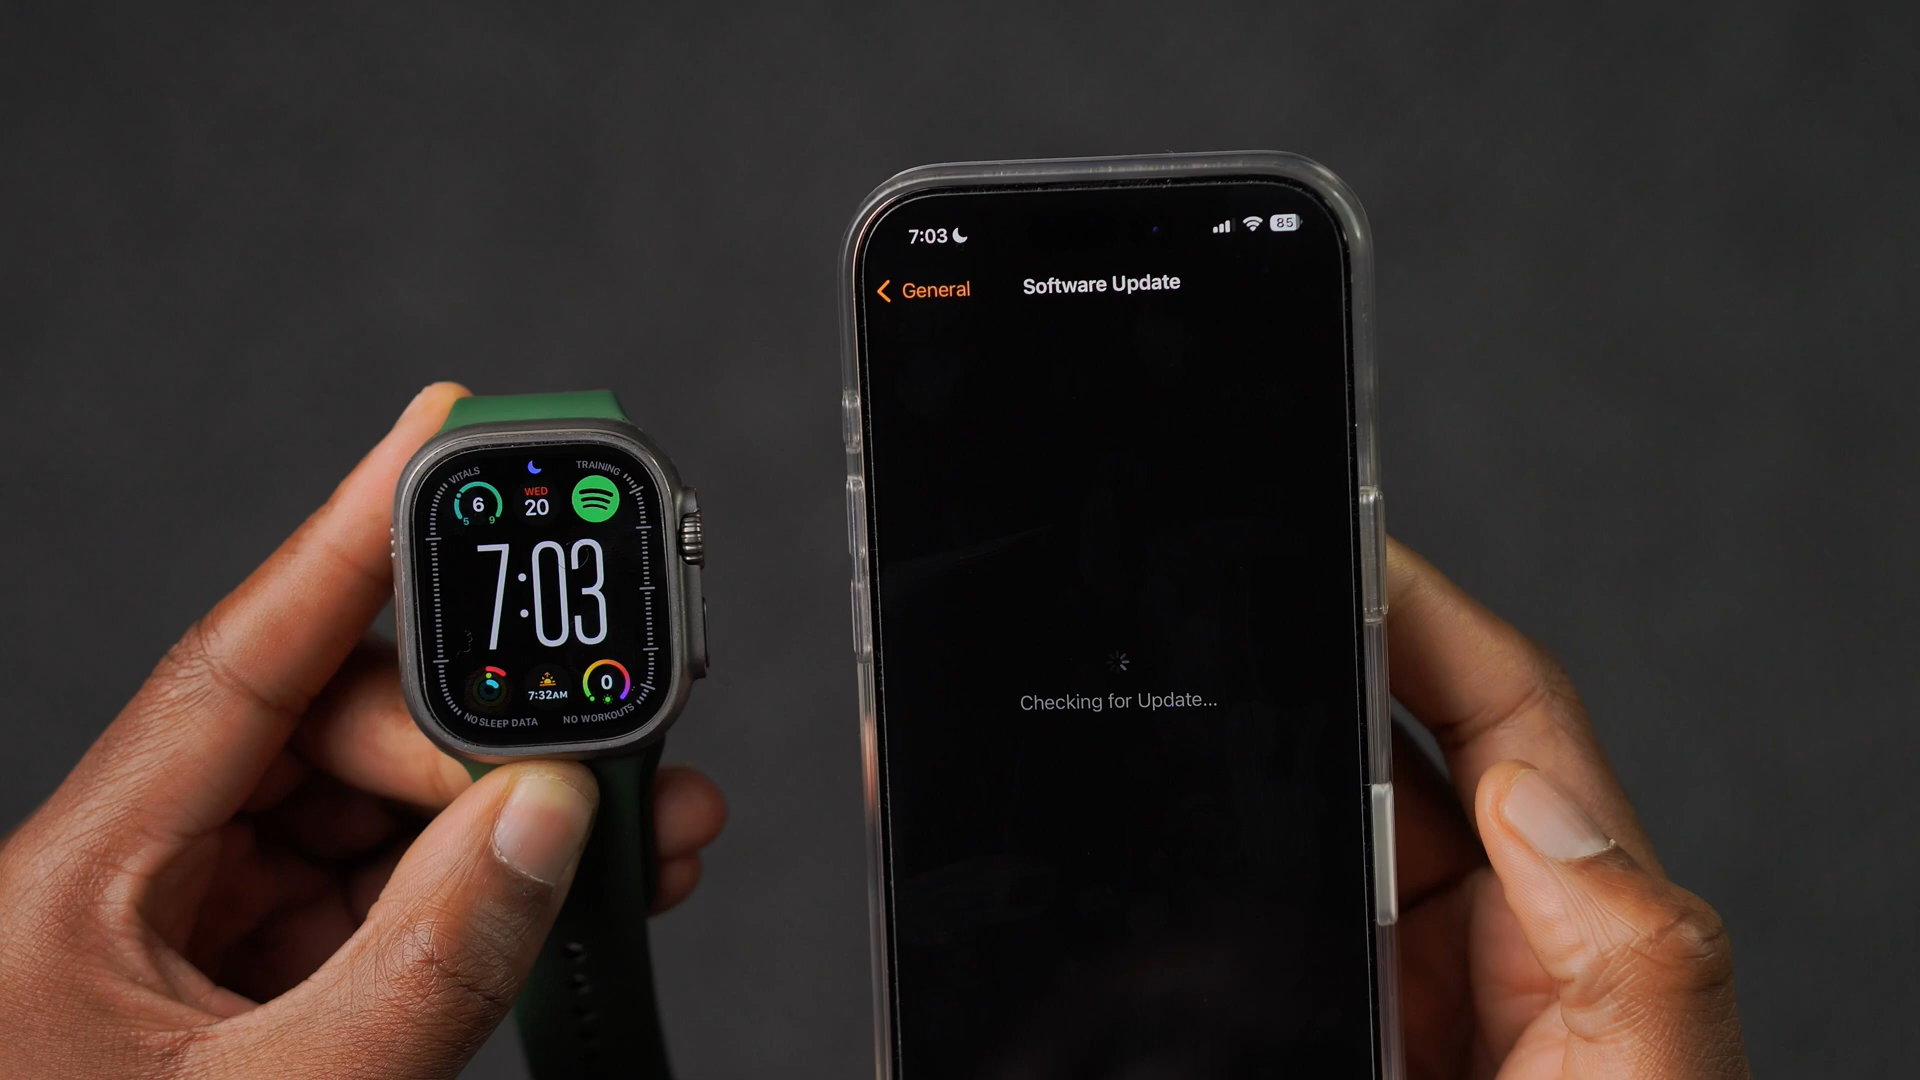 VITALS
TRAINING
6
5 9
WED
20
7:03
7:32AM
0
NO SLEEP DATA
NO WORKOUTS
7:03
85
General
Software Update
Checking for Update...